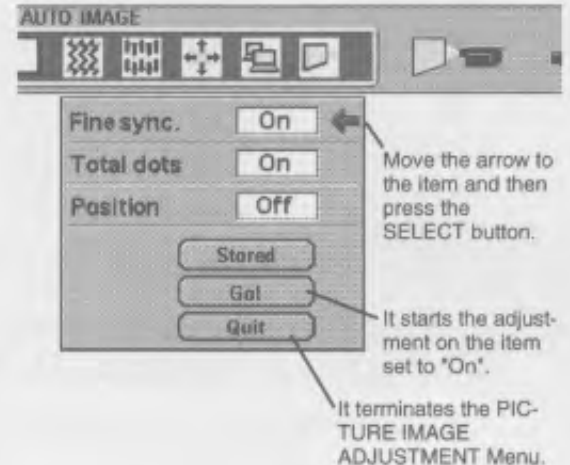 AUTO IMAGE
Fine sync. On
Total dots On
Position Off
Stored
Go!
Quit
Move the arrow to
the item and then
press the
SELECT button.
It starts the adjust-
ment on the item
set to "On".
It terminates the PIC-
TURE IMAGE
ADJUSTMENT Menu.